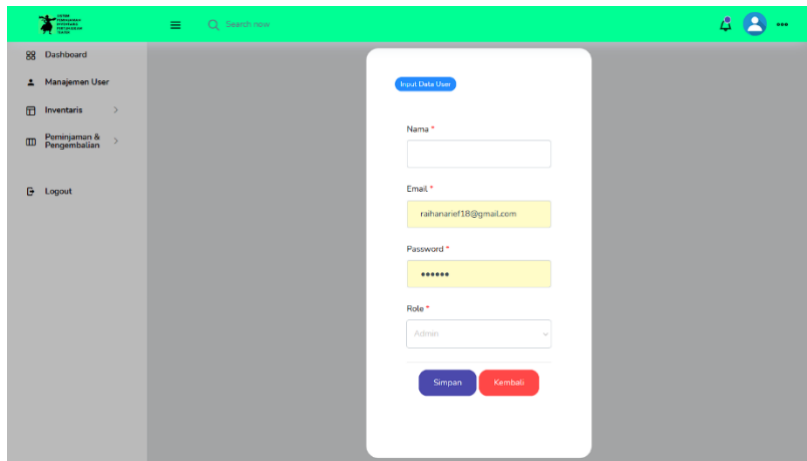 Search now
Dashboard
Manajemen User
Inventaris
Peminjaman &
Pengembalian
Logout
Input Data User
Nama *
Email *
raihanarief18@gmail.com
Password *
••••••
Role *
Admin
Simpan
Kembali